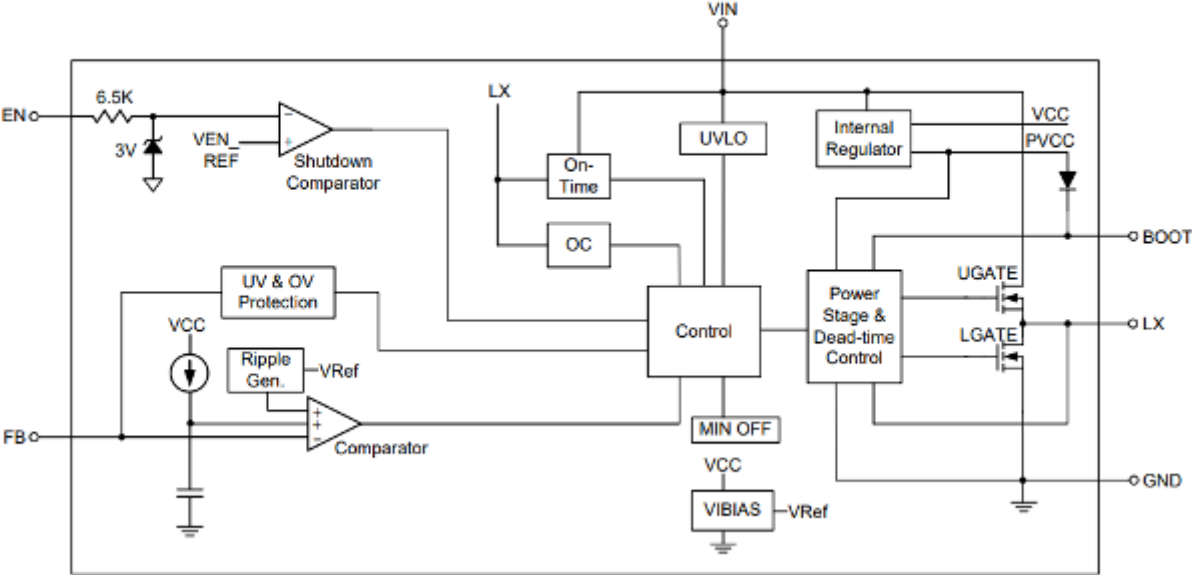 VIN
EN
6.5K
3V
VEN_
REF
−
+
Shutdown
Comparator
LX
On-
Time
OC
UVLO
Internal
Regulator
VCC
PVCC
BOOT
UV & OV
Protection
VCC
Ripple
Gen.
VRef
+
+
−
Comparator
FB
Control
MIN OFF
VCC
VIBIAS
VRef
Power
Stage &
Dead-time
Control
UGATE
LGATE
LX
GND